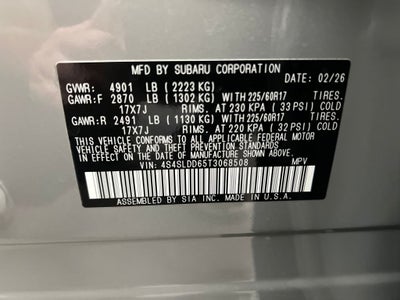 MFD BY SUBARU CORPORATION DATE: 02/26
GVWR: 4901 LB (2223 KG)
GAWR:F 2870 LB (1302 KG) WITH 225/60R17 TIRES.
17X7J RIMS. AT 230 KPA (33 PSI) COLD
GAWR:R 2491 LB (1130 KG) WITH 225/60R17 TIRES.
17X7J RIMS. AT 220 KPA (32 PSI) COLD
THIS VEHICLE CONFORMS TO ALL APPLICABLE FEDERAL MOTOR
VEHICLE SAFETY AND THEFT PREVENTION STANDARDS
IN EFFECT ON THE DATE OF MANUFACTURE SHOWN ABOVE.
VIN: 4S4SLDD65T3068508 MPV
ASSEMBLED BY SIA INC. MADE IN U.S.A.